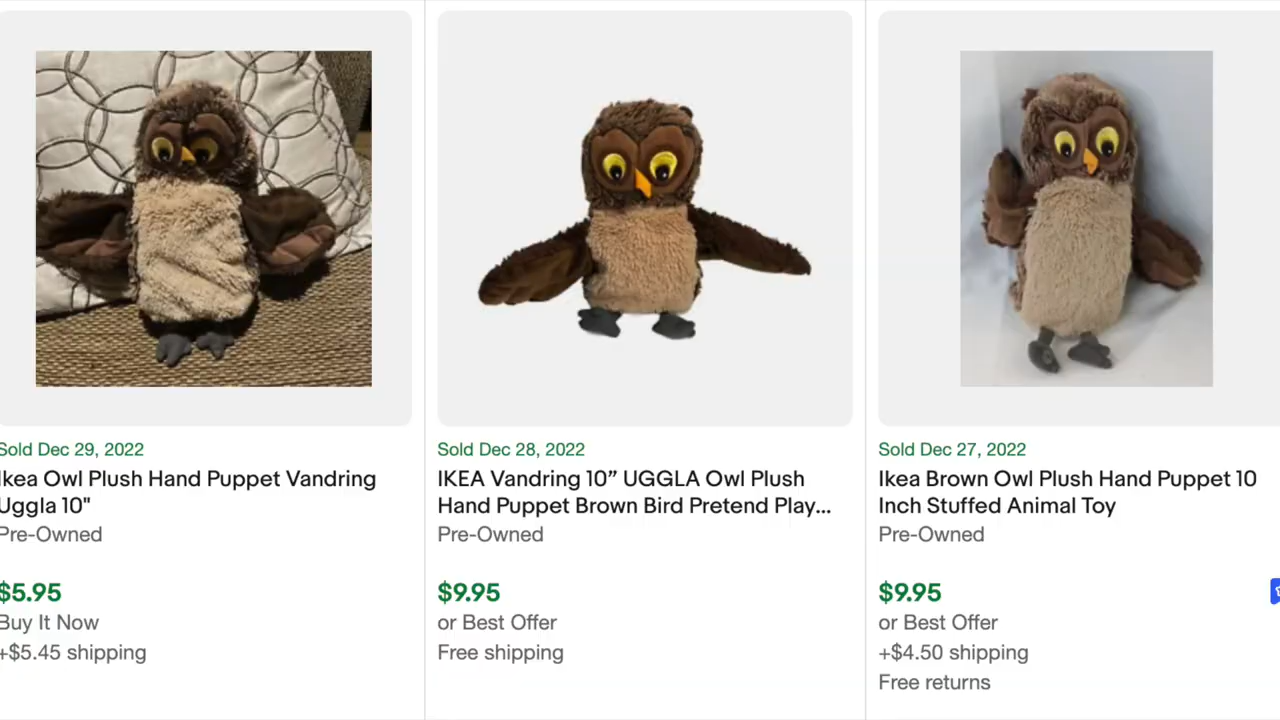 Sold Dec 29, 2022
Ikea Owl Plush Hand Puppet Vandring
Uggla 10"
Pre-Owned
$5.95
Buy It Now
+$5.45 shipping
Sold Dec 28, 2022
IKEA Vandring 10” UGGLA Owl Plush
Hand Puppet Brown Bird Pretend Play...
Pre-Owned
$9.95
or Best Offer
Free shipping
Sold Dec 27, 2022
Ikea Brown Owl Plush Hand Puppet 10
Inch Stuffed Animal Toy
Pre-Owned
$9.95
or Best Offer
+$4.50 shipping
Free returns